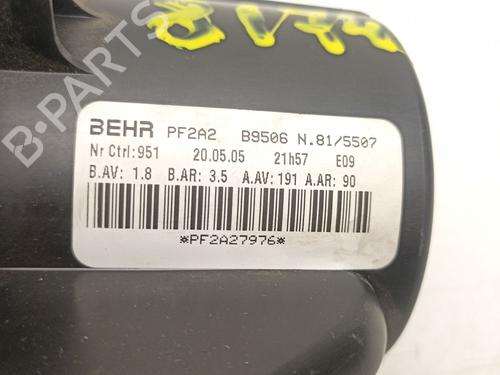 BEHR PF2A2 B9506 N.81/5507
Nr Ctrl:951 20.05.05 21h57 E09
B.AV: 1.8 B.AR: 3.5 A.AV: 191 A.AR: 90
*PF2A27976*
B-PARTS